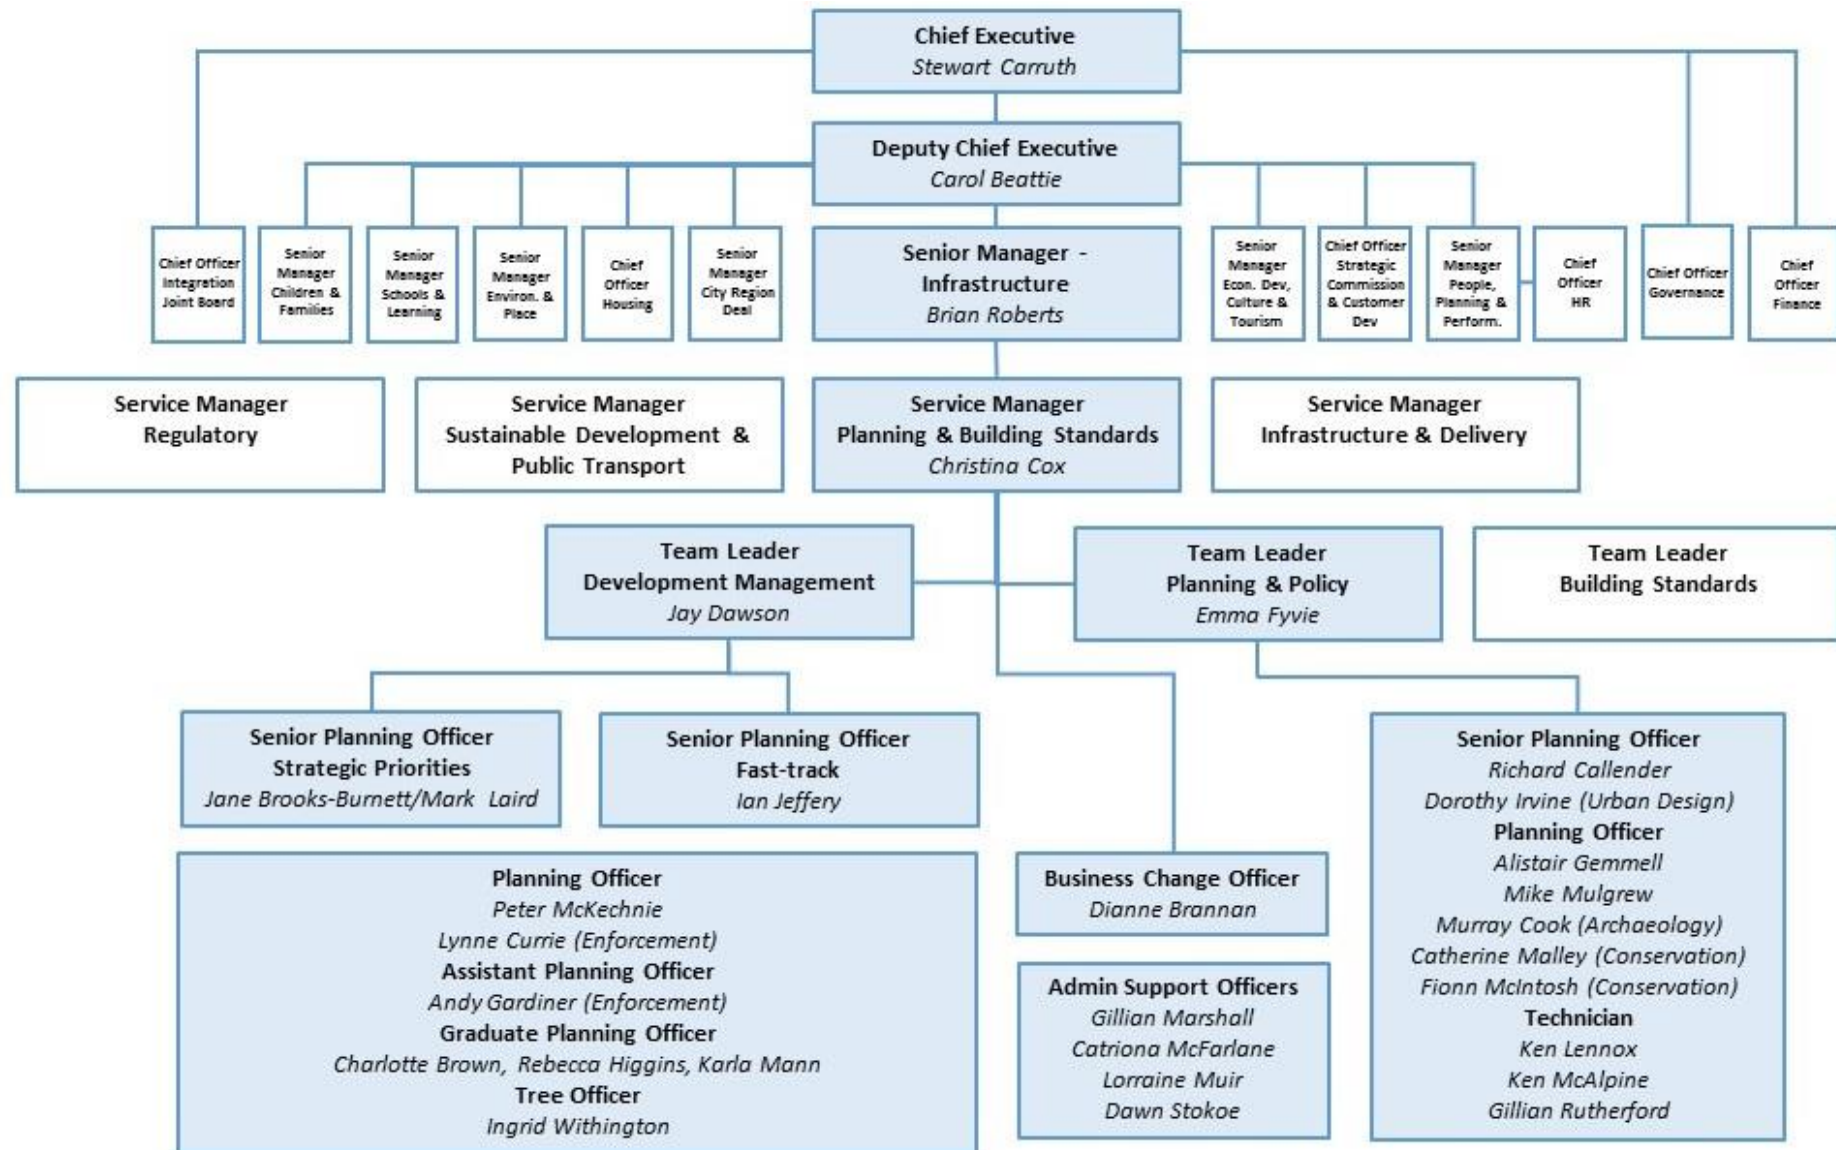 Chief Executive
Stewart Carruth
Deputy Chief Executive
Carol Beattie
Chief Officer
Integration
Joint Board
Senior
Manager
Children &
Families
Senior
Manager
Schools &
Learning
Senior
Manager
Environ. &
Place
Chief
Officer
Housing
Senior
Manager
City Region
Deal
Senior Manager -
Infrastructure
Brian Roberts
Senior
Manager
Econ. Dev,
Culture &
Tourism
Chief Officer
Strategic
Commission
& Customer
Dev
Senior
Manager
People,
Planning &
Perform.
Chief
Officer
HR
Chief Officer
Governance
Chief
Officer
Finance
Service Manager
Regulatory
Service Manager
Sustainable Development &
Public Transport
Service Manager
Planning & Building Standards
Christina Cox
Service Manager
Infrastructure & Delivery
Team Leader
Development Management
Jay Dawson
Team Leader
Planning & Policy
Emma Fyvie
Team Leader
Building Standards
Senior Planning Officer
Strategic Priorities
Jane Brooks-Burnett/Mark Laird
Senior Planning Officer
Fast-track
Ian Jeffery
Planning Officer
Peter McKechnie
Lynne Currie (Enforcement)
Assistant Planning Officer
Andy Gardiner (Enforcement)
Graduate Planning Officer
Charlotte Brown, Rebecca Higgins, Karla Mann
Tree Officer
Ingrid Withington
Business Change Officer
Dianne Brannan
Admin Support Officers
Gillian Marshall
Catriona McFarlane
Lorraine Muir
Dawn Stokoe
Senior Planning Officer
Richard Callender
Dorothy Irvine (Urban Design)
Planning Officer
Alistair Gemmell
Mike Mulgrew
Murray Cook (Archaeology)
Catherine Malley (Conservation)
Fionn McIntosh (Conservation)
Technician
Ken Lennox
Ken McAlpine
Gillian Rutherford